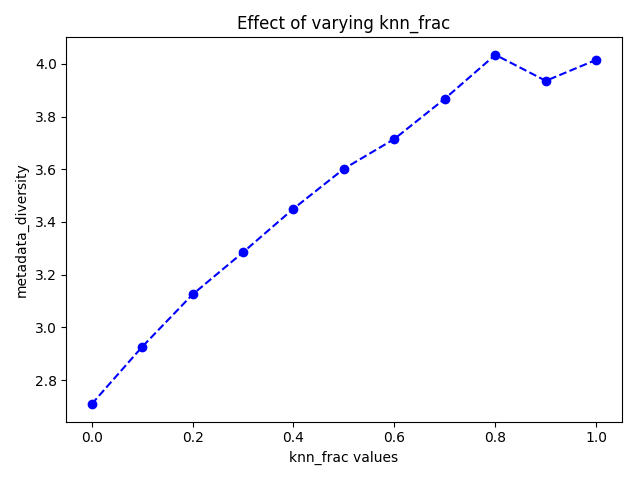 Effect of varying knn_frac
metadata_diversity
4.0
3.8
3.6
3.4
3.2
3.0
2.8
0.0 0.2 0.4 0.6 0.8 1.0
knn_frac values